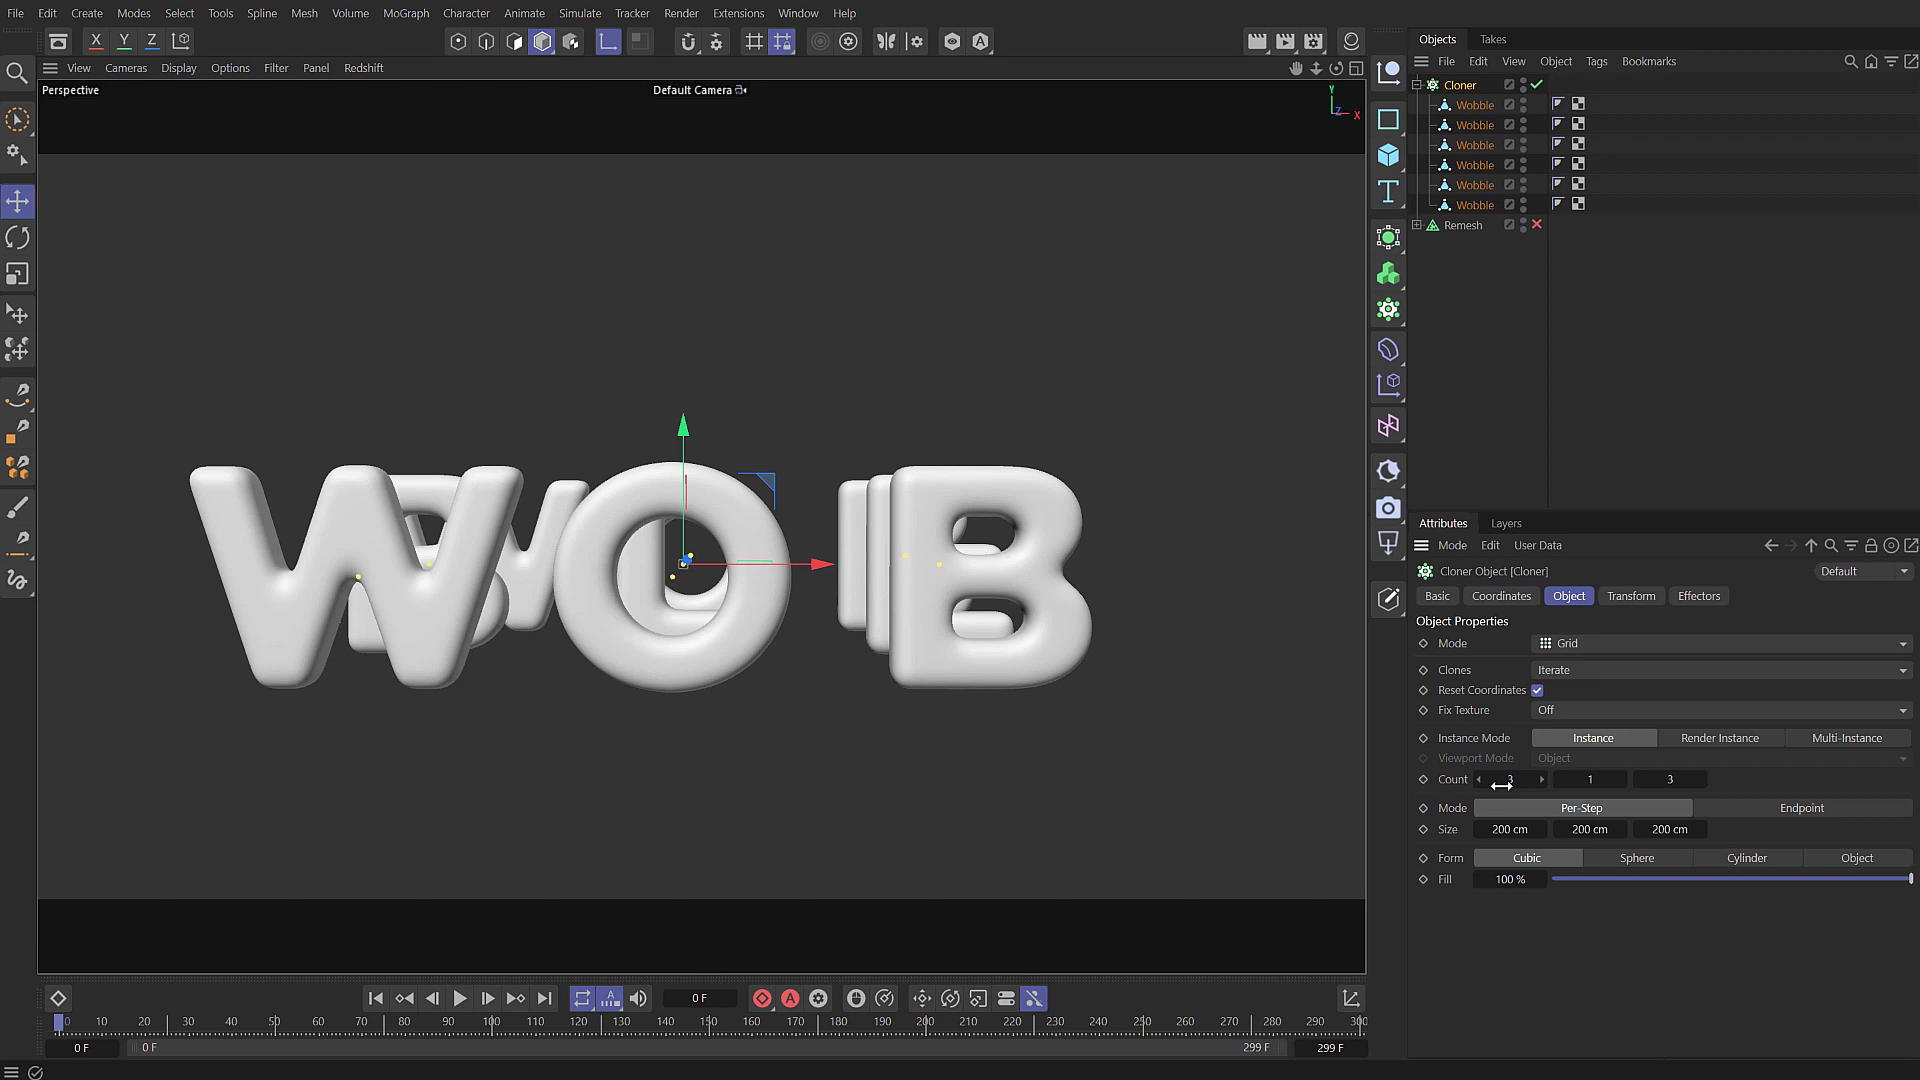 File Edit Create Modes Select Tools Spline Mesh Volume MoGraph Character Animate Simulate Tracker Render Extensions Window Help
X Y Z
View Cameras Display Options Filter Panel Redshift
Perspective
Default Camera
Y
Z
X
W O B
Objects Takes
File Edit View Object Tags Bookmarks
Cloner
Wobble
Wobble
Wobble
Wobble
Wobble
Wobble
Remesh
Attributes Layers
Mode Edit User Data
Cloner Object [Cloner] Default
Basic Coordinates Object Transform Effectors
Object Properties
Mode Grid
Clones Iterate
Reset Coordinates
Fix Texture Off
Instance Mode Instance Render Instance Multi-Instance
Viewport Mode Object
Count 3 1 3
Mode Per-Step Endpoint
Size 200 cm 200 cm 200 cm
Form Cubic Sphere Cylinder Object
Fill 100 %
0 F
0 10 20 30 40 50 60 70 80 90 100 110 120 130 140 150 160 170 180 190 200 210 220 230 240 250 260 270 280 290 300
0 F 0 F 299 F 299 F